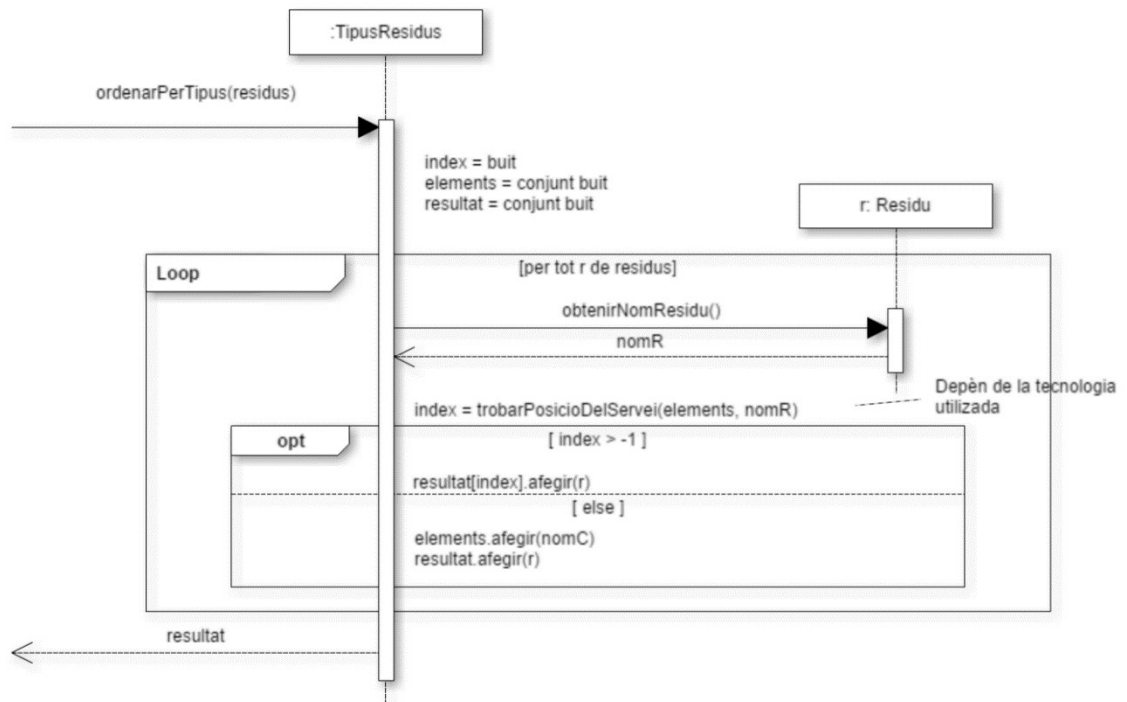 :TipusResidus
ordenarPerTipus(residus)
index = buit
elements = conjunt buit
resultat = conjunt buit
r: Residu
Loop
[per tot r de residus]
obtenirNomResidu()
nomR
Depèn de la tecnologia
utilizada
index = trobarPosicioDelServei(elements, nomR)
opt
[ index > -1 ]
resultat[index].afegir(r)
[ else ]
elements.afegir(nomC)
resultat.afegir(r)
resultat